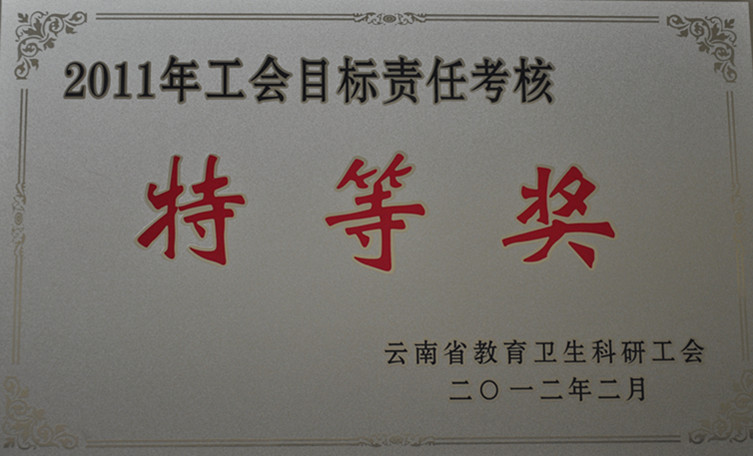 2011年工会目标责任考核
特等奖
云南省教育卫生科研工会
二〇一二年二月